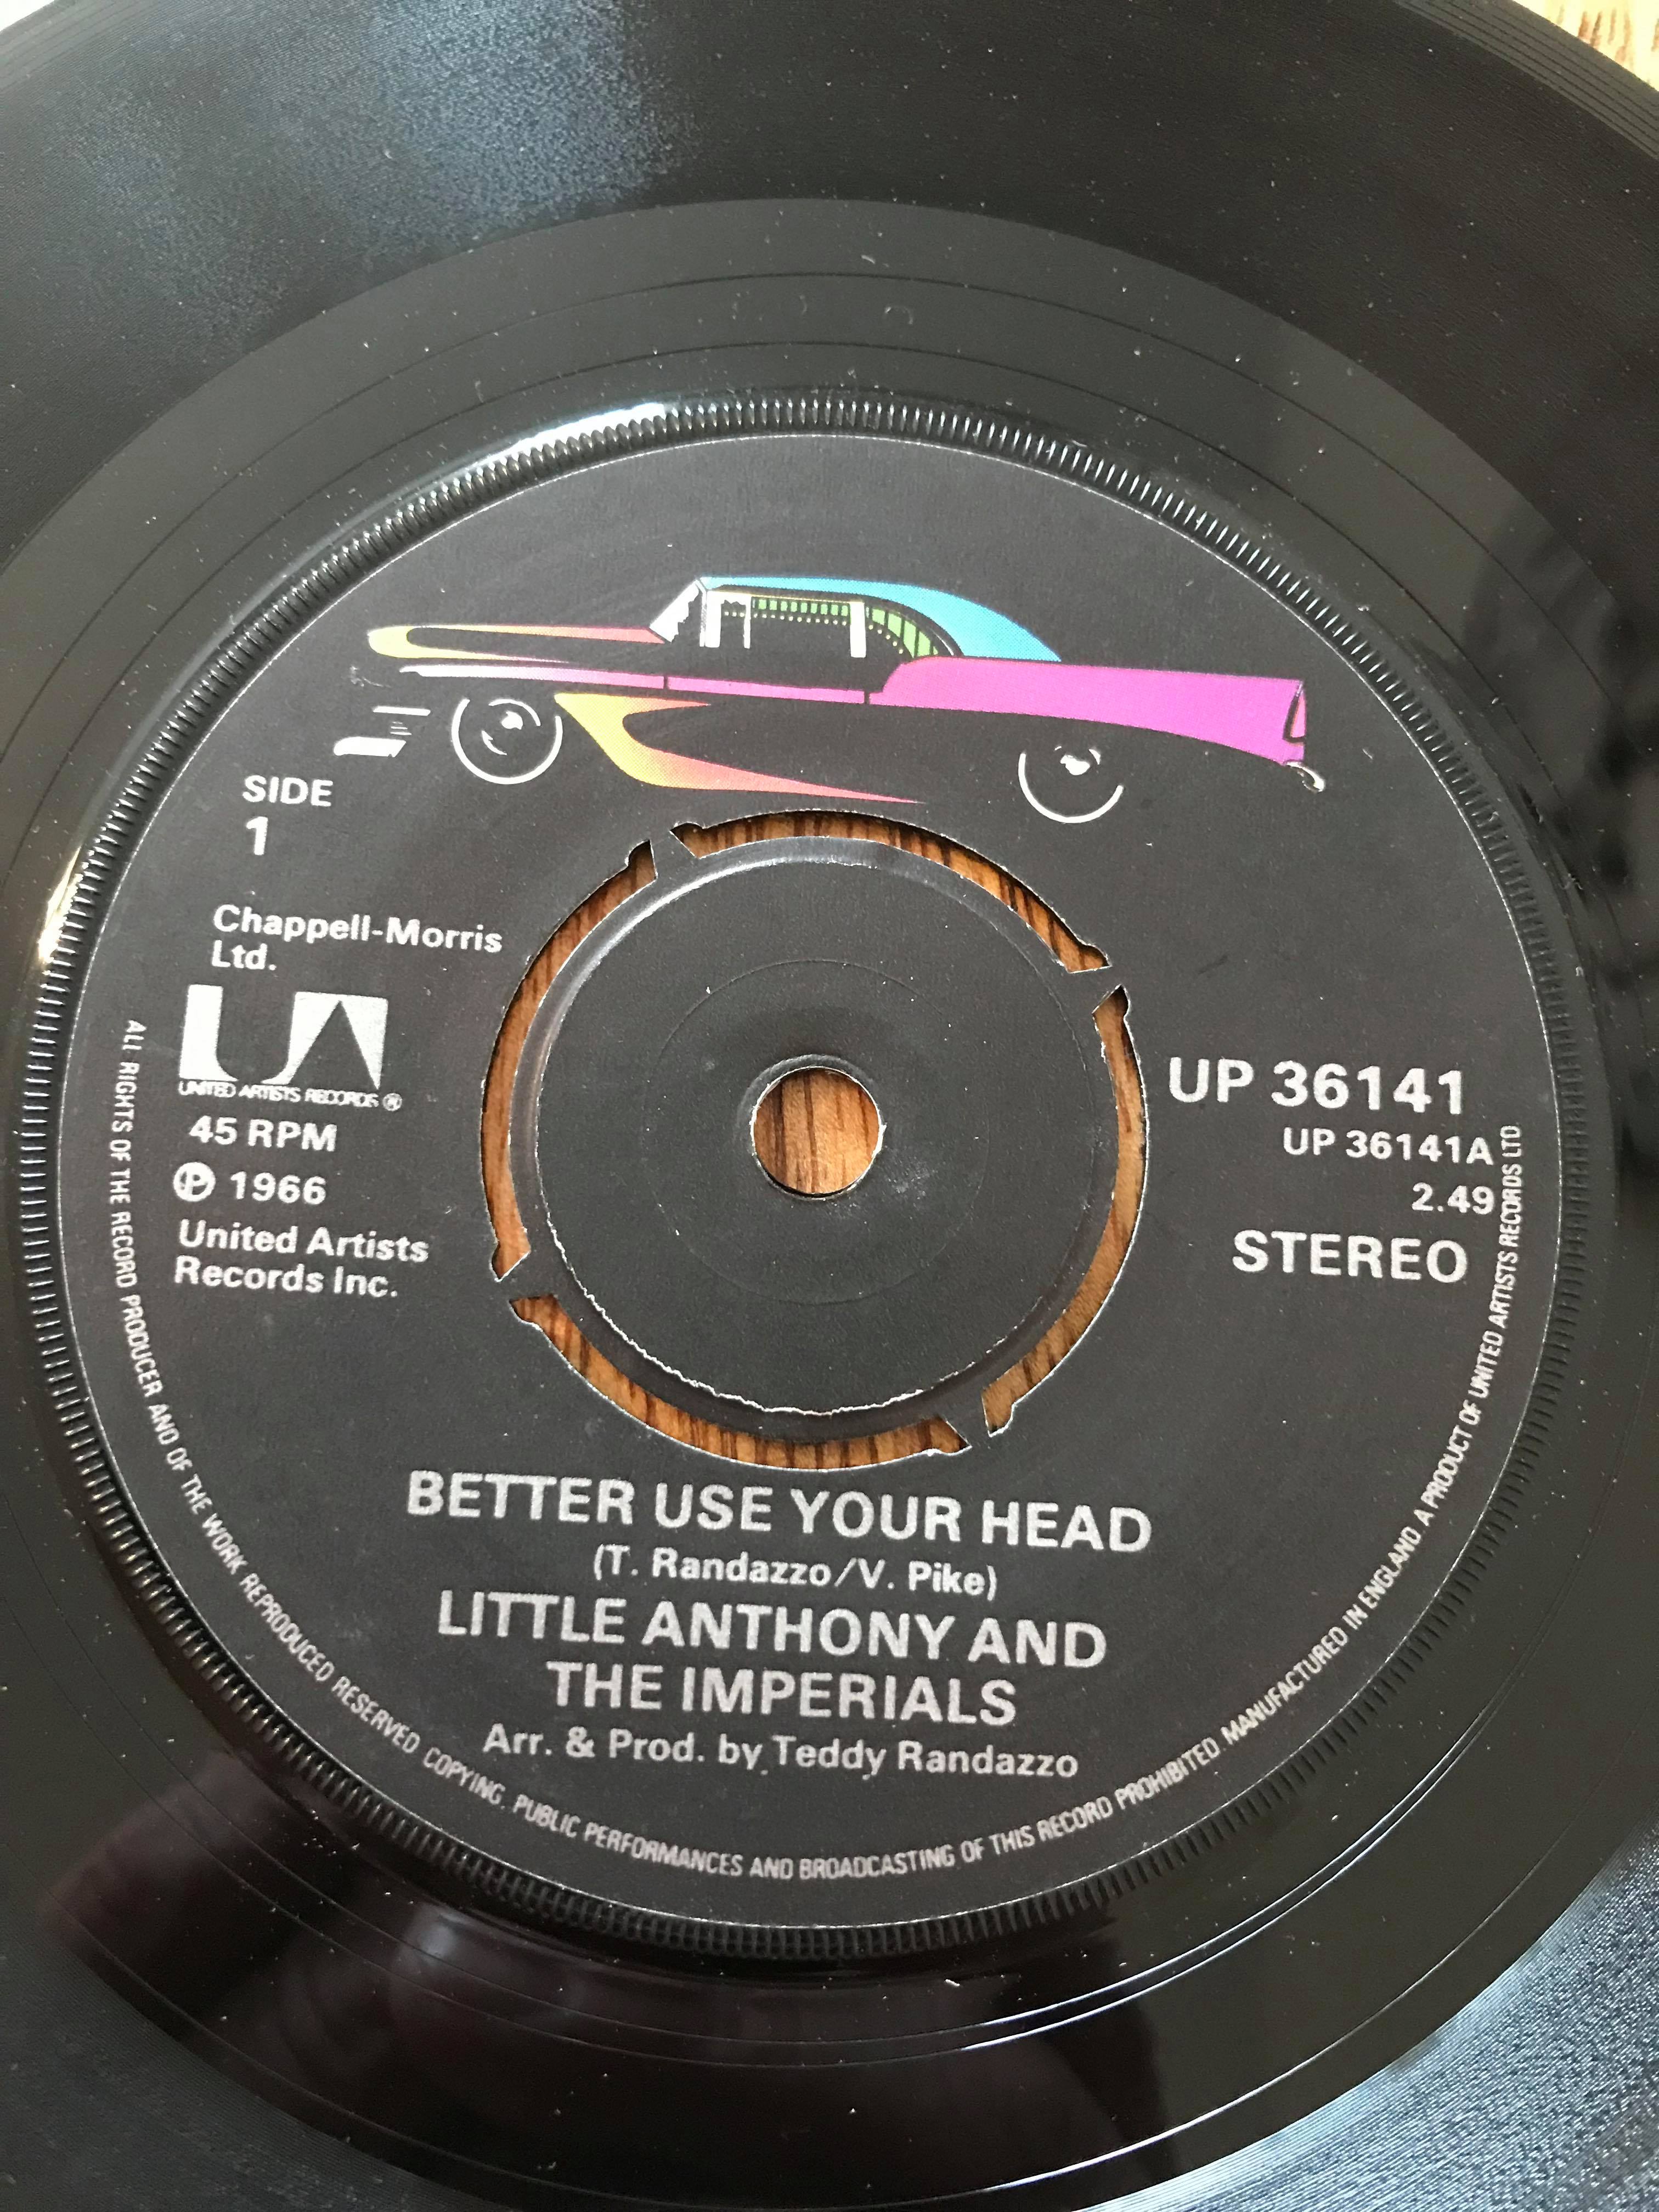 SIDE
1
Chappell-Morris
Ltd.
UA
UNITED ARTISTS RECORDS ®
45 RPM
℗ 1966
United Artists
Records Inc.
UP 36141
UP 36141A
2.49
STEREO
BETTER USE YOUR HEAD
(T. Randazzo/V. Pike)
LITTLE ANTHONY AND
THE IMPERIALS
Arr. & Prod. by Teddy Randazzo
ALL RIGHTS OF THE RECORD PRODUCER AND OF THE WORK REPRODUCED RESERVED COPYING, PUBLIC PERFORMANCES AND BROADCASTING OF THIS RECORD PROHIBITED MANUFACTURED IN ENGLAND A PRODUCT OF UNITED ARTISTS RECORDS LTD